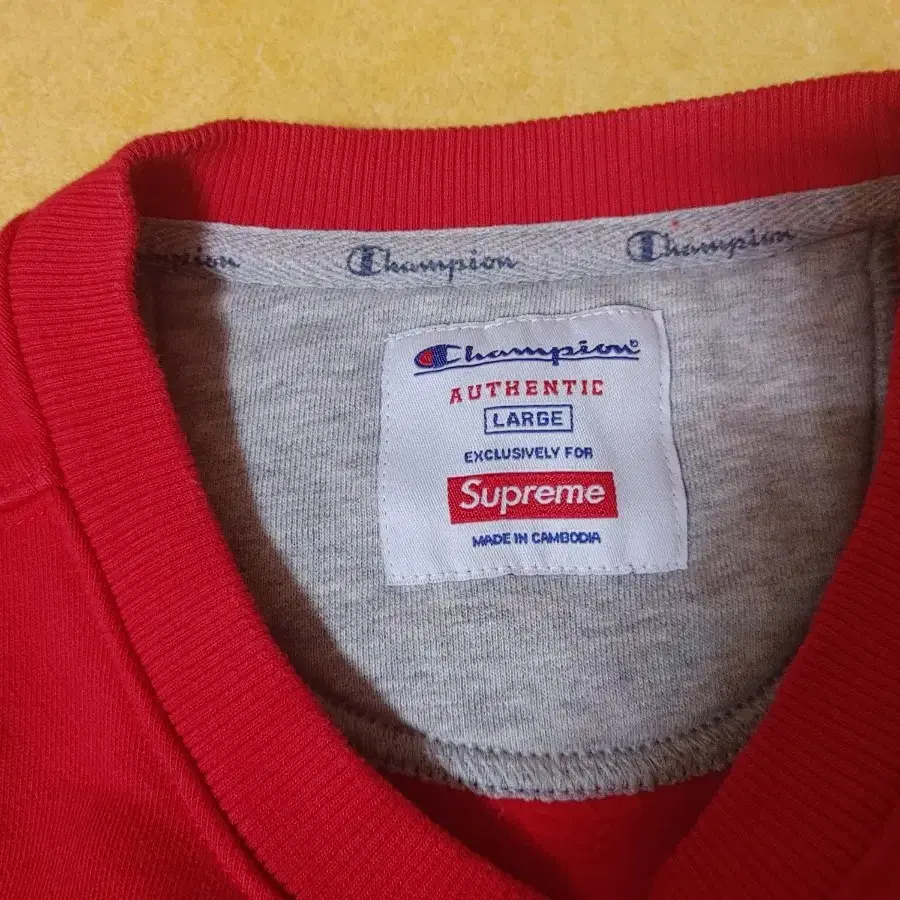 Champion Champion
Champion
AUTHENTIC
LARGE
EXCLUSIVELY FOR
Supreme
MADE IN CAMBODIA